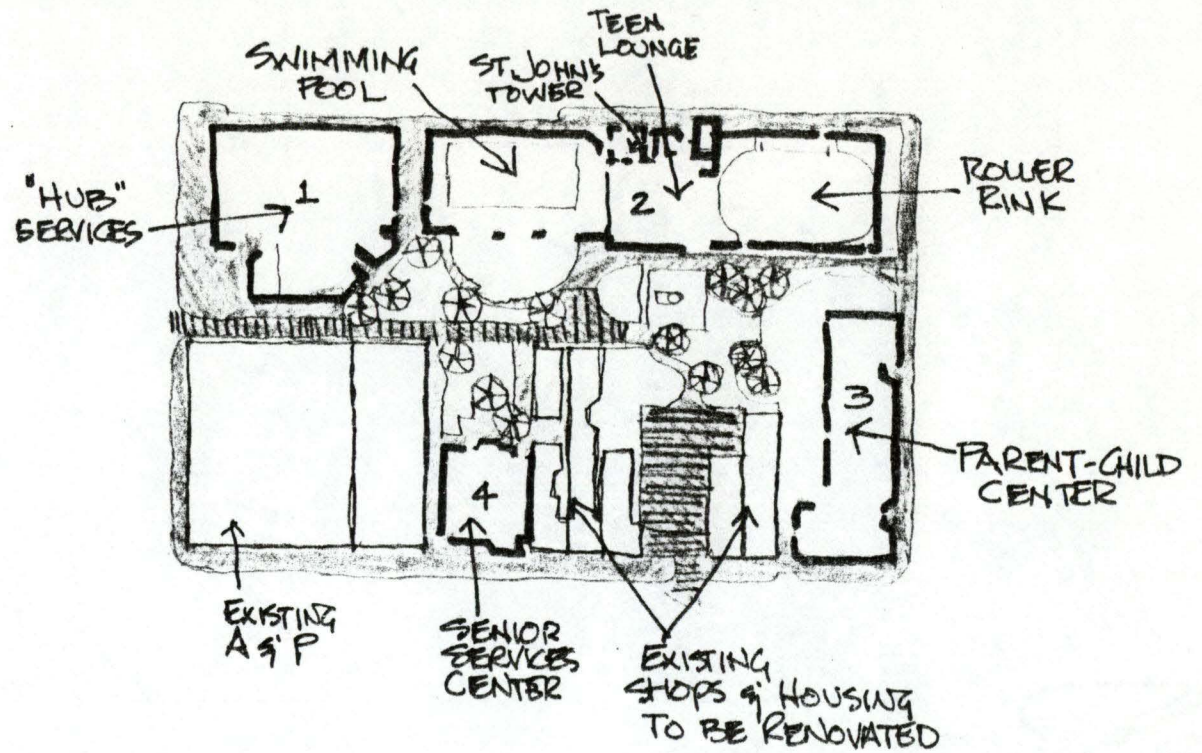 TEEN
LOUNGE
SWIMMING
POOL
ST. JOHN'S
TOWER
"HUB"
SERVICES
1
2
ROLLER
RINK
3
PARENT-CHILD
CENTER
4
EXISTING
A & P
SENIOR
SERVICES
CENTER
EXISTING
SHOPS & HOUSING
TO BE RENOVATED